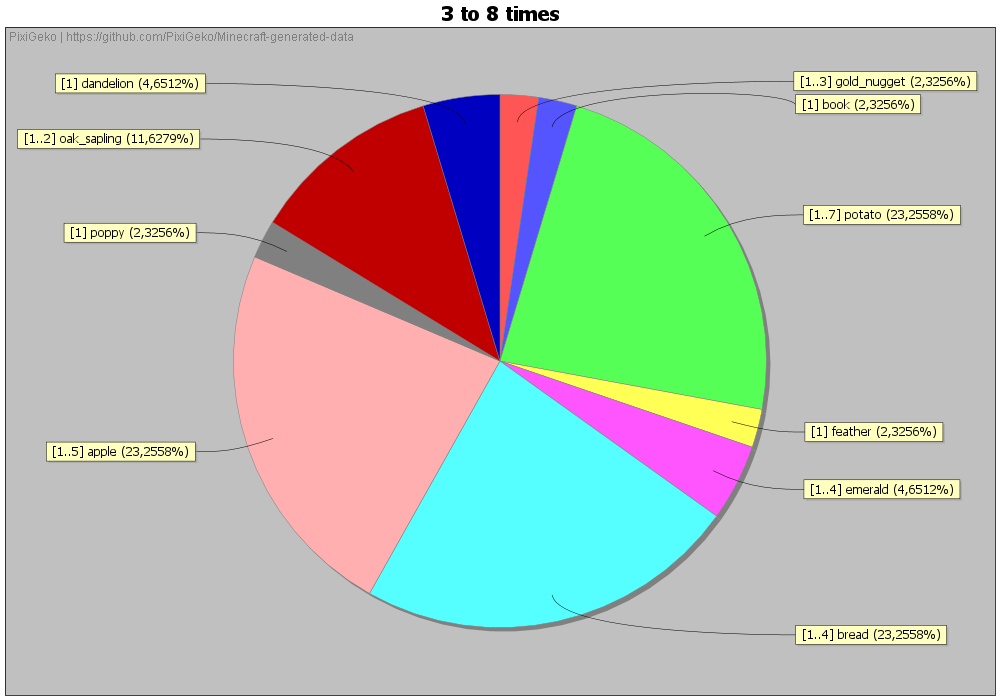 3 to 8 times
PixiGeko | https://github.com/PixiGeko/Minecraft-generated-data
[1] dandelion (4,6512%)
[1..3] gold_nugget (2,3256%)
[1] book (2,3256%)
[1..2] oak_sapling (11,6279%)
[1..7] potato (23,2558%)
[1] poppy (2,3256%)
[1] feather (2,3256%)
[1..5] apple (23,2558%)
[1..4] emerald (4,6512%)
[1..4] bread (23,2558%)